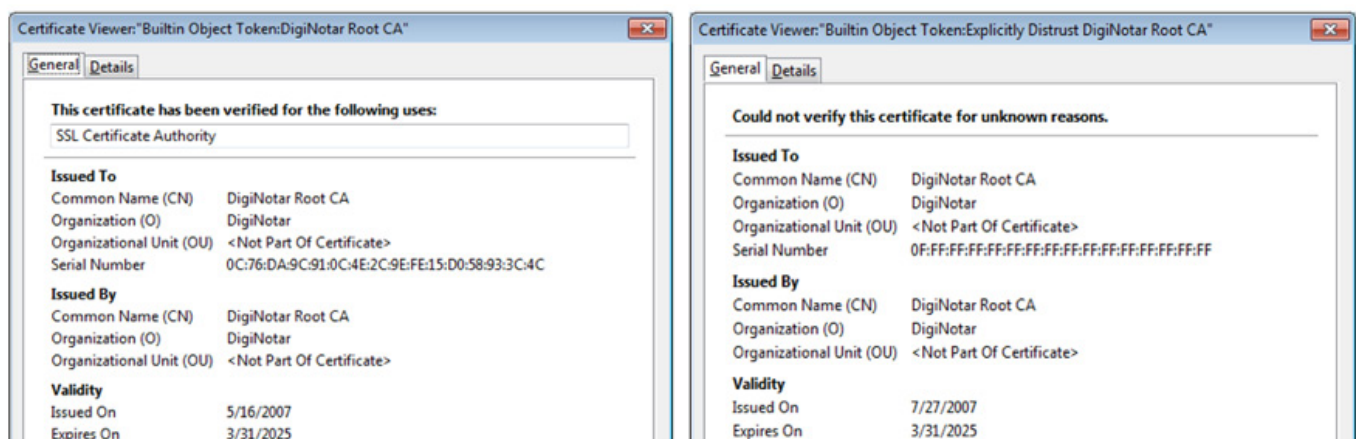 Certificate Viewer:"Builtin Object Token:DigiNotar Root CA"
General Details
This certificate has been verified for the following uses:
SSL Certificate Authority
Issued To
Common Name (CN) DigiNotar Root CA
Organization (O) DigiNotar
Organizational Unit (OU) <Not Part Of Certificate>
Serial Number 0C:76:DA:9C:91:0C:4E:2C:9E:FE:15:D0:58:93:3C:4C
Issued By
Common Name (CN) DigiNotar Root CA
Organization (O) DigiNotar
Organizational Unit (OU) <Not Part Of Certificate>
Validity
Issued On 5/16/2007
Expires On 3/31/2025
Certificate Viewer:"Builtin Object Token:Explicitly Distrust DigiNotar Root CA"
General Details
Could not verify this certificate for unknown reasons.
Issued To
Common Name (CN) DigiNotar Root CA
Organization (O) DigiNotar
Organizational Unit (OU) <Not Part Of Certificate>
Serial Number 0F:FF:FF:FF:FF:FF:FF:FF:FF:FF:FF:FF:FF:FF:FF:FF
Issued By
Common Name (CN) DigiNotar Root CA
Organization (O) DigiNotar
Organizational Unit (OU) <Not Part Of Certificate>
Validity
Issued On 7/27/2007
Expires On 3/31/2025